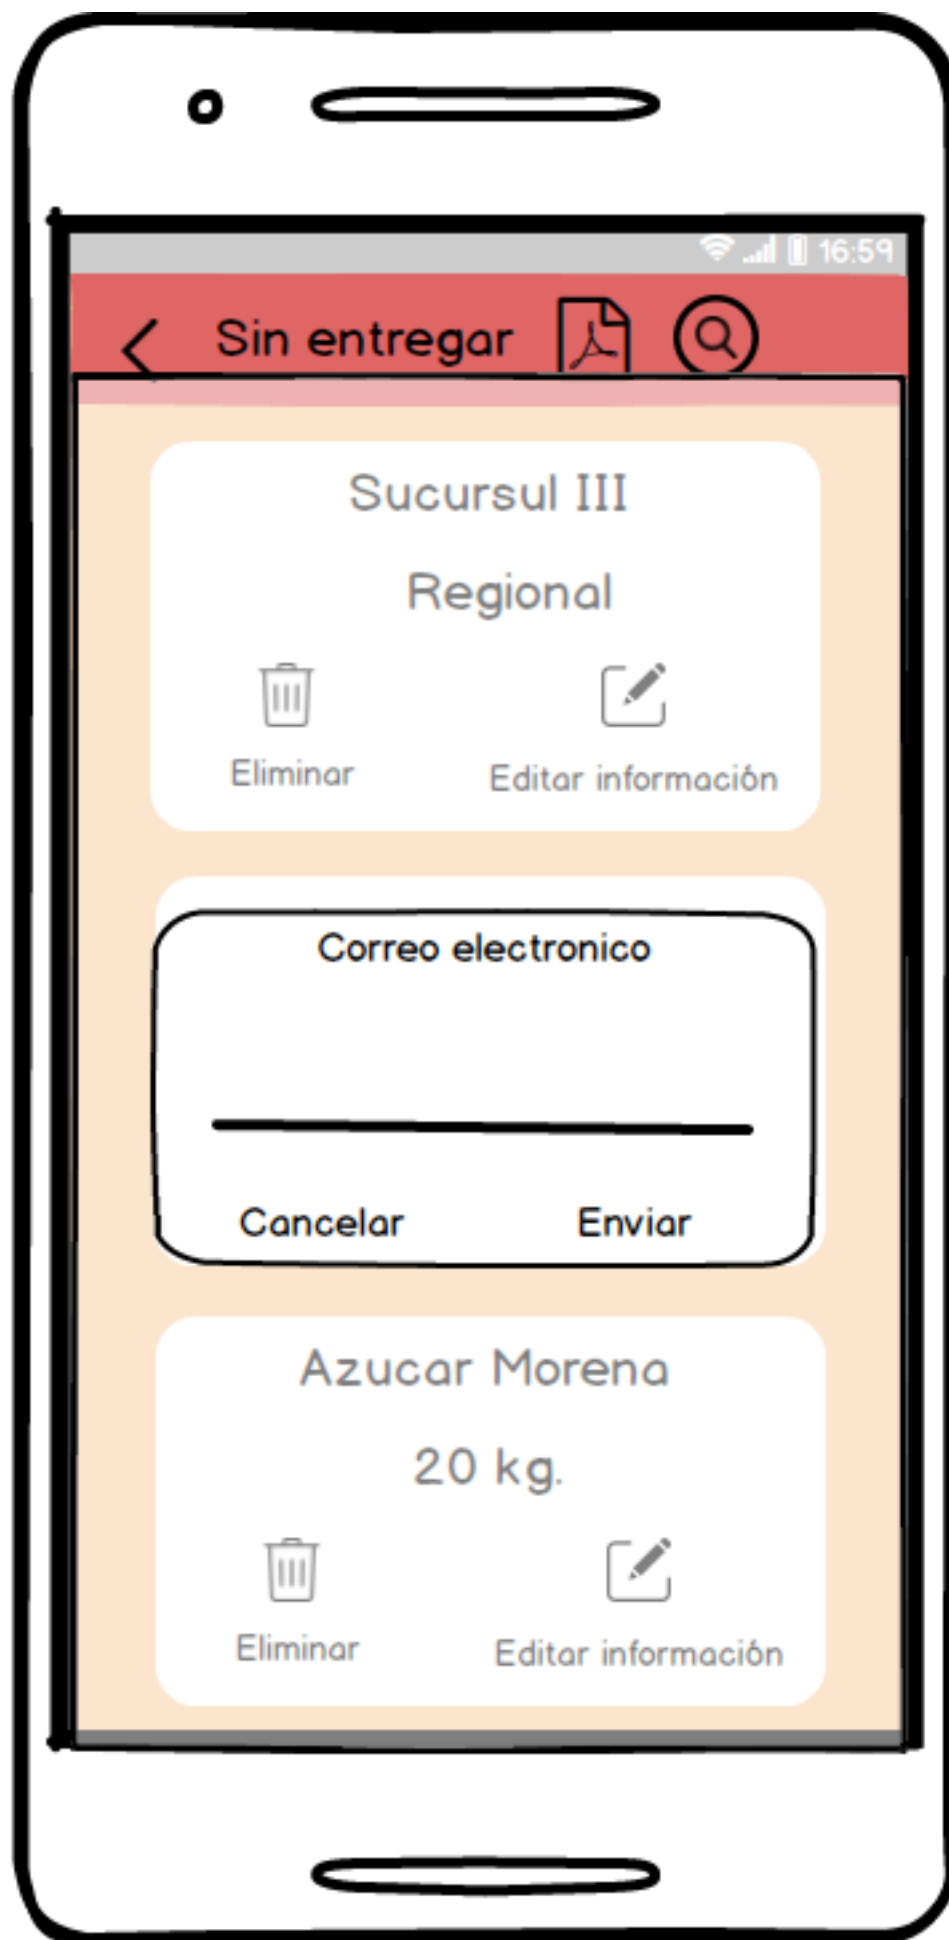 16:59
Sin entregar
Sucursul III
Regional
Eliminar Editar información
Correo electronico
Cancelar Enviar
Azucar Morena
20 kg.
Eliminar Editar información